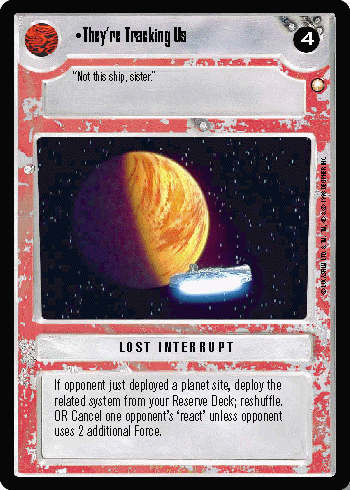 •They're Tracking Us
4
"Not this ship, sister."
LOST INTERRUPT
If opponent just deployed a planet site, deploy the
related system from your Reserve Deck; reshuffle.
OR Cancel one opponent's 'react' unless opponent
uses 2 additional Force.